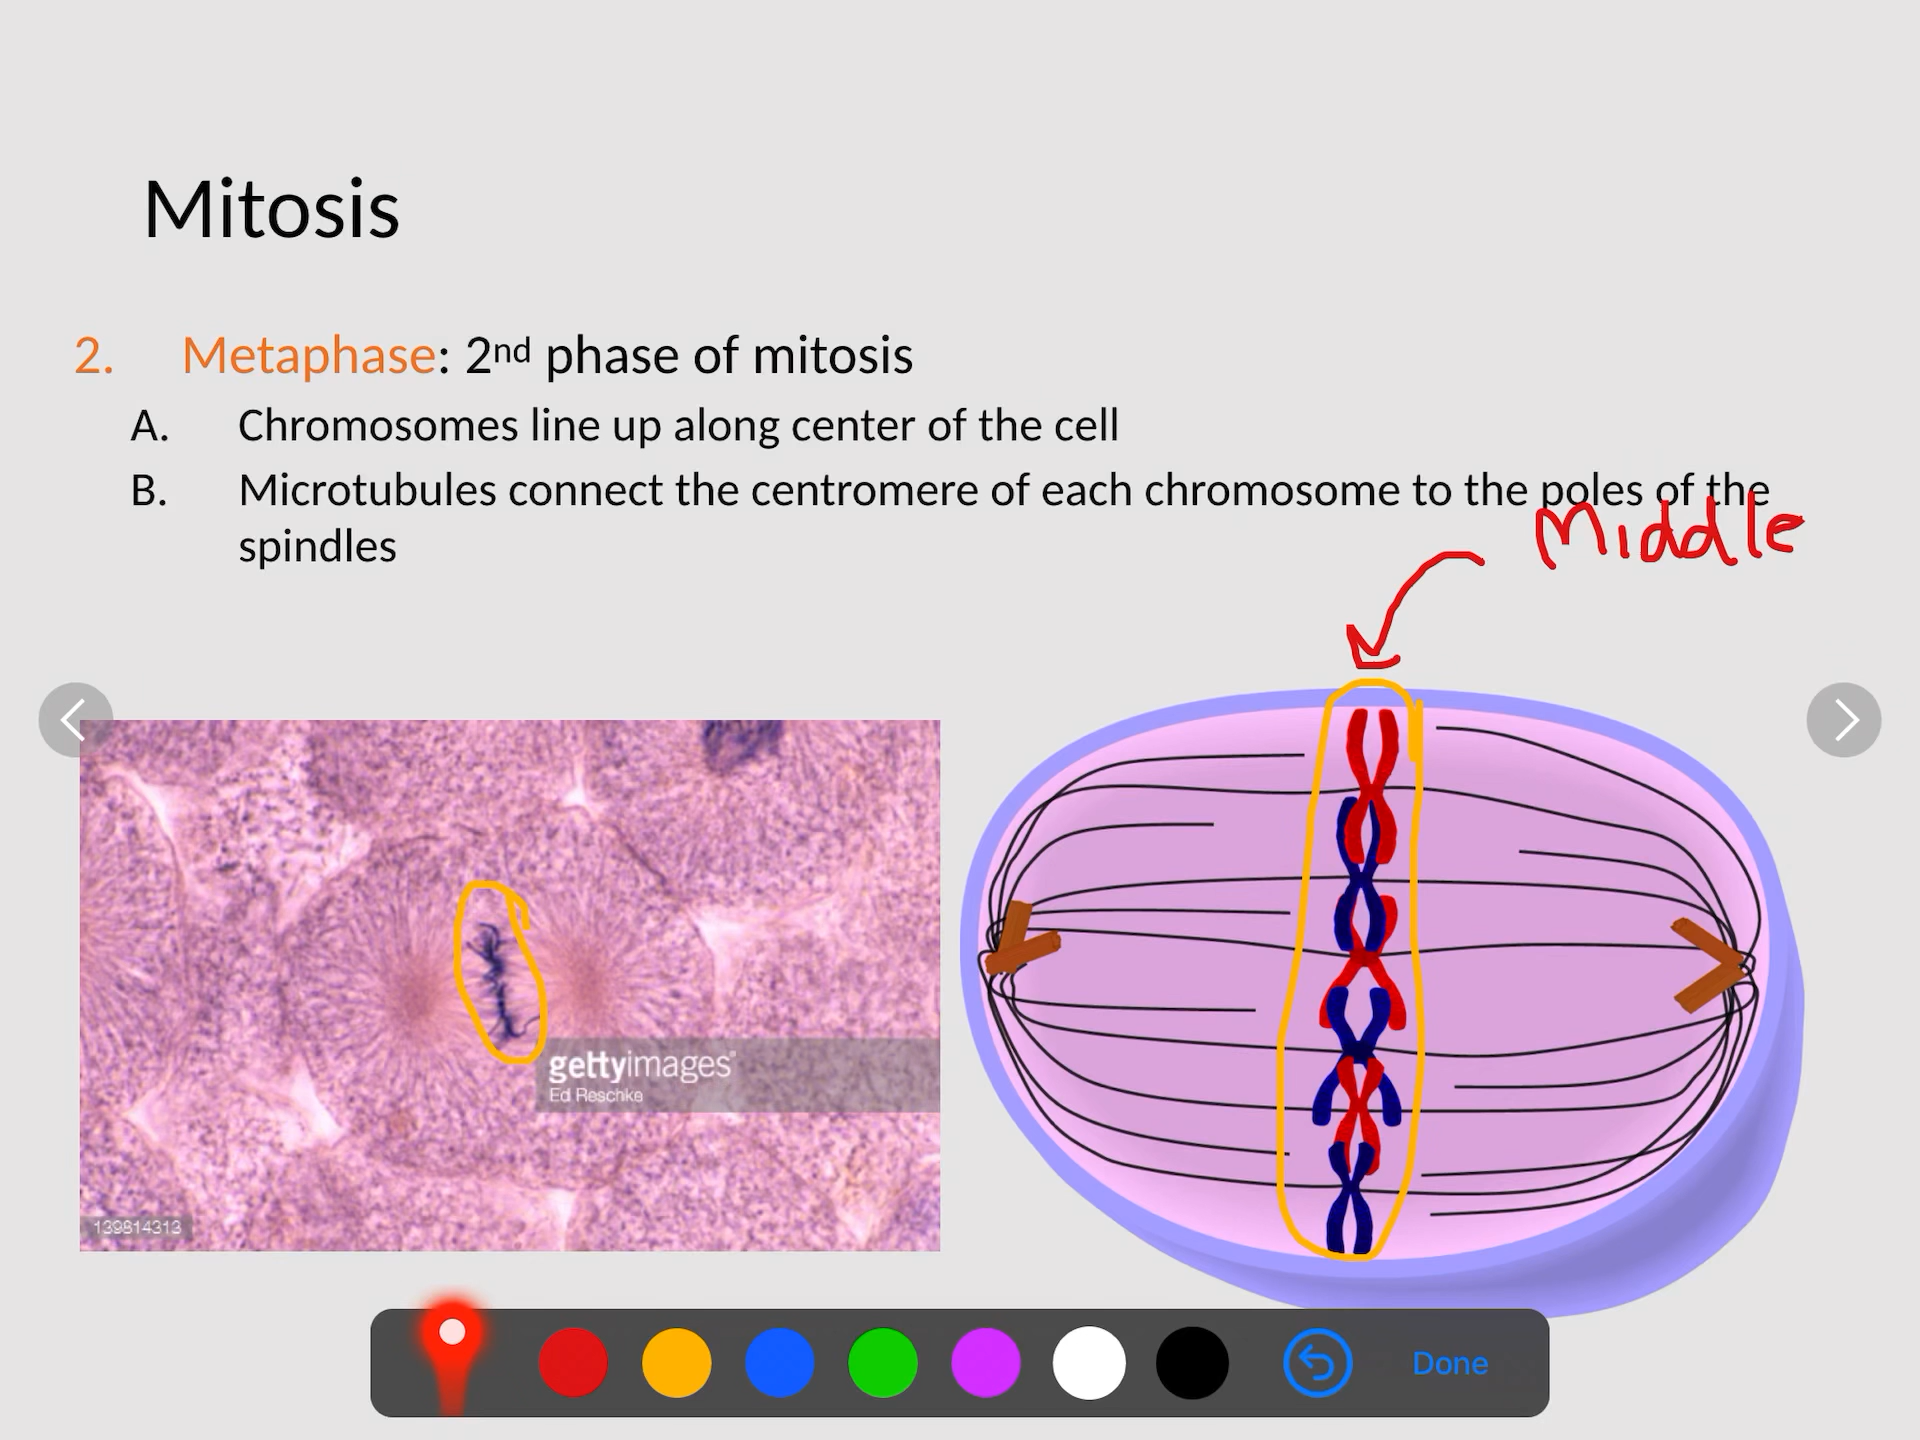 Mitosis
2. Metaphase: 2nd phase of mitosis
A. Chromosomes line up along center of the cell
B. Microtubules connect the centromere of each chromosome to the poles of the
spindles
Middle
gettyimages®
Ed Reschke
139814313
Done